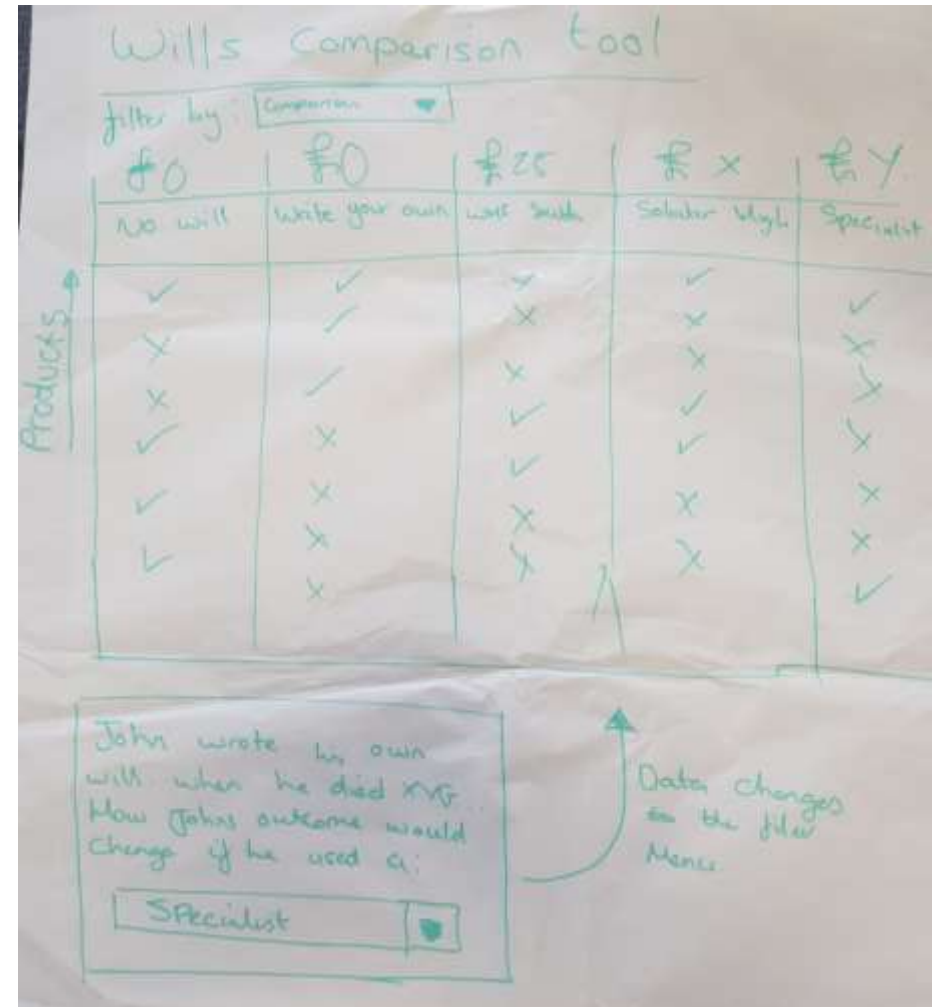 Wills Comparison tool
filter by: Comparison
£0 £0 £25 £ X £ Y
No will Write your own Solicitor High Specialist
Products
✓ ✓ ✓ ✓
X ✓ X X X
X ✓ X X X
✓ X ✓ ✓ X
✓ X ✓ ✓ X
✓ X X X X
X X X ✓
John wrote his own
will when he died
How Johns outcome would
Change if he used a:
Specialist
Data changes
the filter
Menu